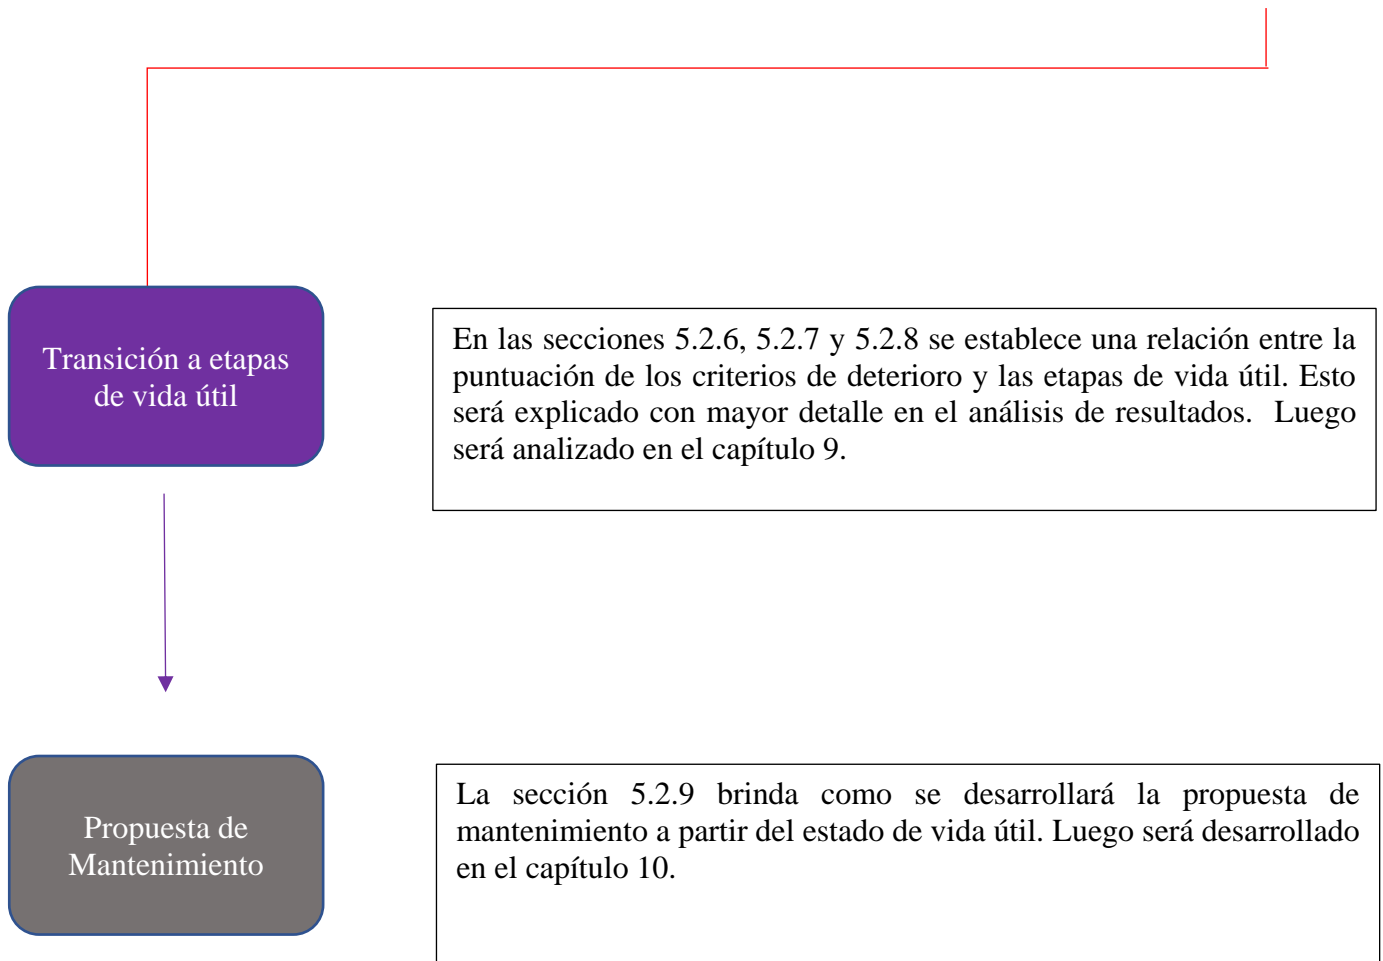 Transición a etapas
de vida útil
En las secciones 5.2.6, 5.2.7 y 5.2.8 se establece una relación entre la
puntuación de los criterios de deterioro y las etapas de vida útil. Esto
será explicado con mayor detalle en el análisis de resultados. Luego
será analizado en el capítulo 9.
Propuesta de
Mantenimiento
La sección 5.2.9 brinda como se desarrollará la propuesta de
mantenimiento a partir del estado de vida útil. Luego será desarrollado
en el capítulo 10.